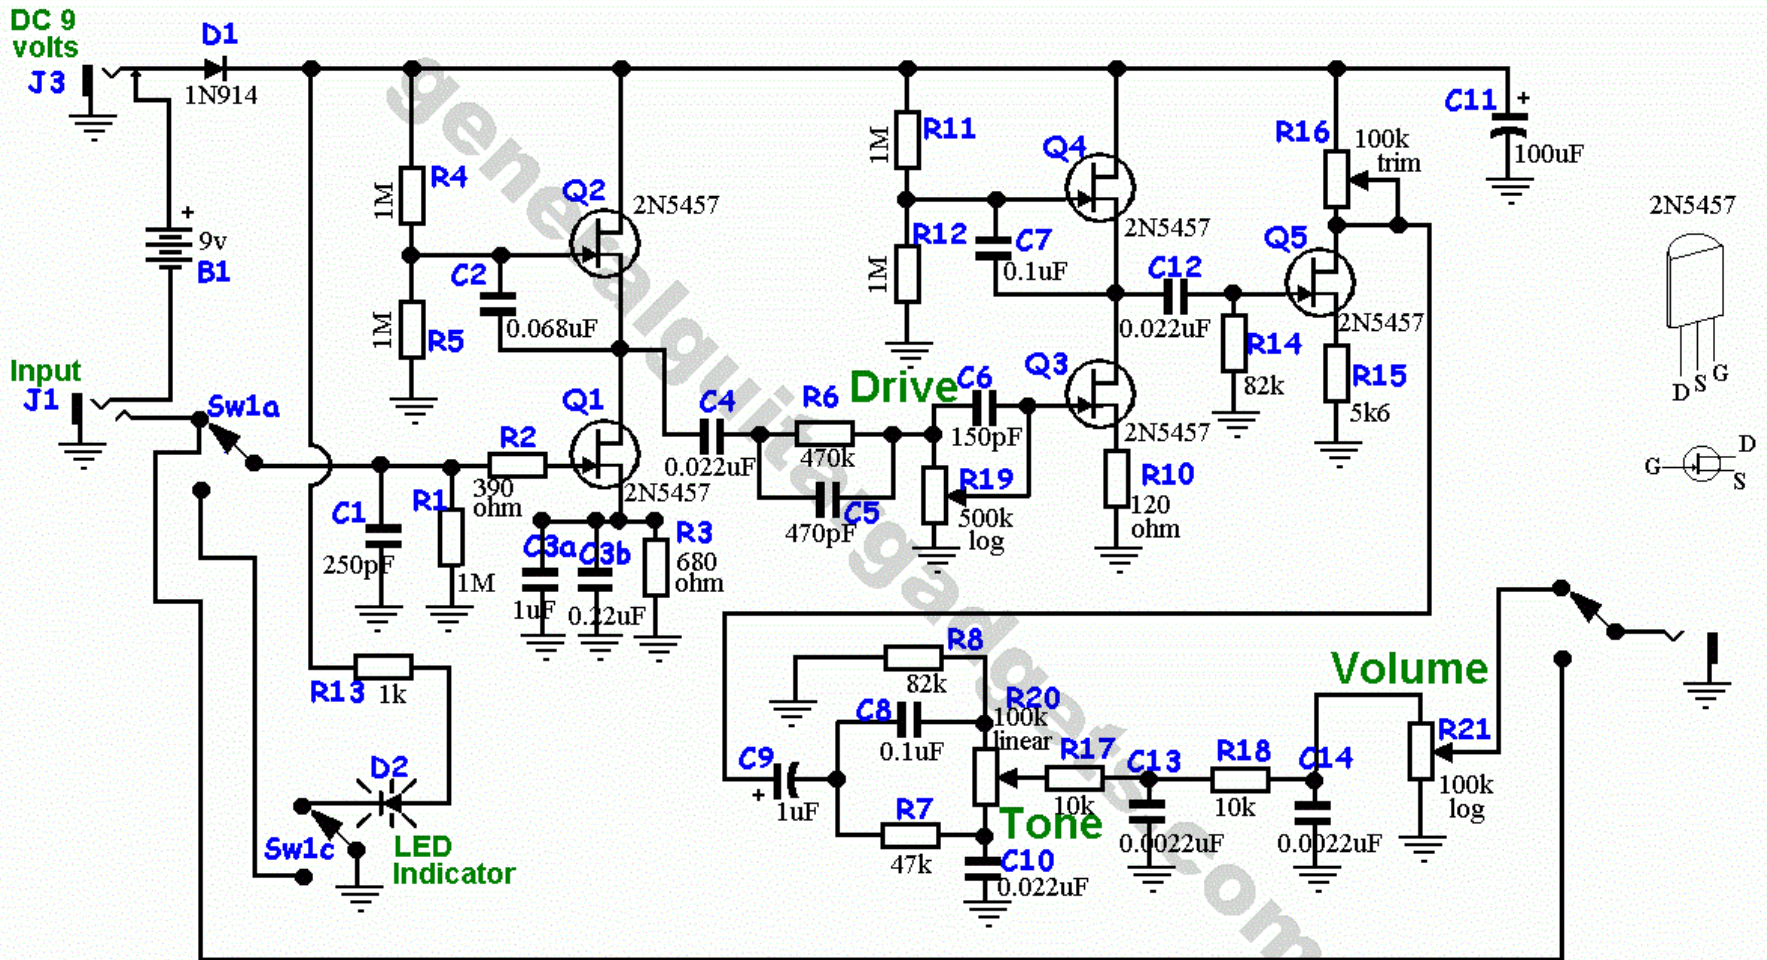 DC 9
volts
J3
D1
1N914
R4
1M
Q2
2N5457
C2
0.068uF
R5
1M
9v
B1
+
Input
J1
Sw1a
R2
390
ohm
Q1
2N5457
C1
250pF
R1
1M
C3a
1uF
C3b
0.22uF
R3
680
ohm
C4
0.022uF
R6
470k
C5
470pF
Drive
C6
150pF
R19
500k
log
R11
1M
R12
1M
C7
0.1uF
Q4
2N5457
Q3
2N5457
R10
120
ohm
C12
0.022uF
R14
82k
Q5
2N5457
R15
5k6
R16
100k
trim
C11
+
100uF
2N5457
D S G
D
G
S
R13
1k
D2
Sw1c
LED
Indicator
R8
82k
C8
0.1uF
C9
+
1uF
R7
47k
R20
100k
linear
Tone
C10
0.022uF
R17
10k
C13
0.0022uF
R18
10k
C14
0.0022uF
Volume
R21
100k
log
generalguitargadgets.com